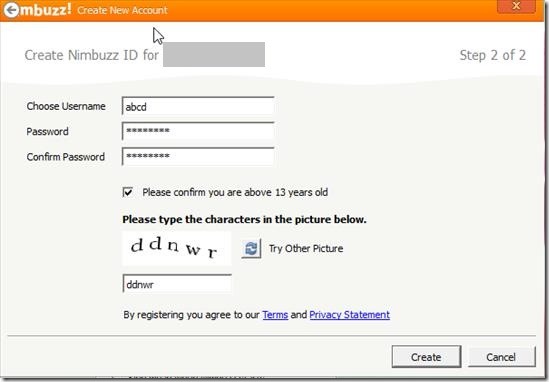 mbuzz! Create New Account
X
Create Nimbuzz ID for
Step 2 of 2
Choose Username abcd
Password ********
Confirm Password ********
Please confirm you are above 13 years old
Please type the characters in the picture below.
ddnwr
Try Other Picture
ddnwr
By registering you agree to our Terms and Privacy Statement
Create Cancel